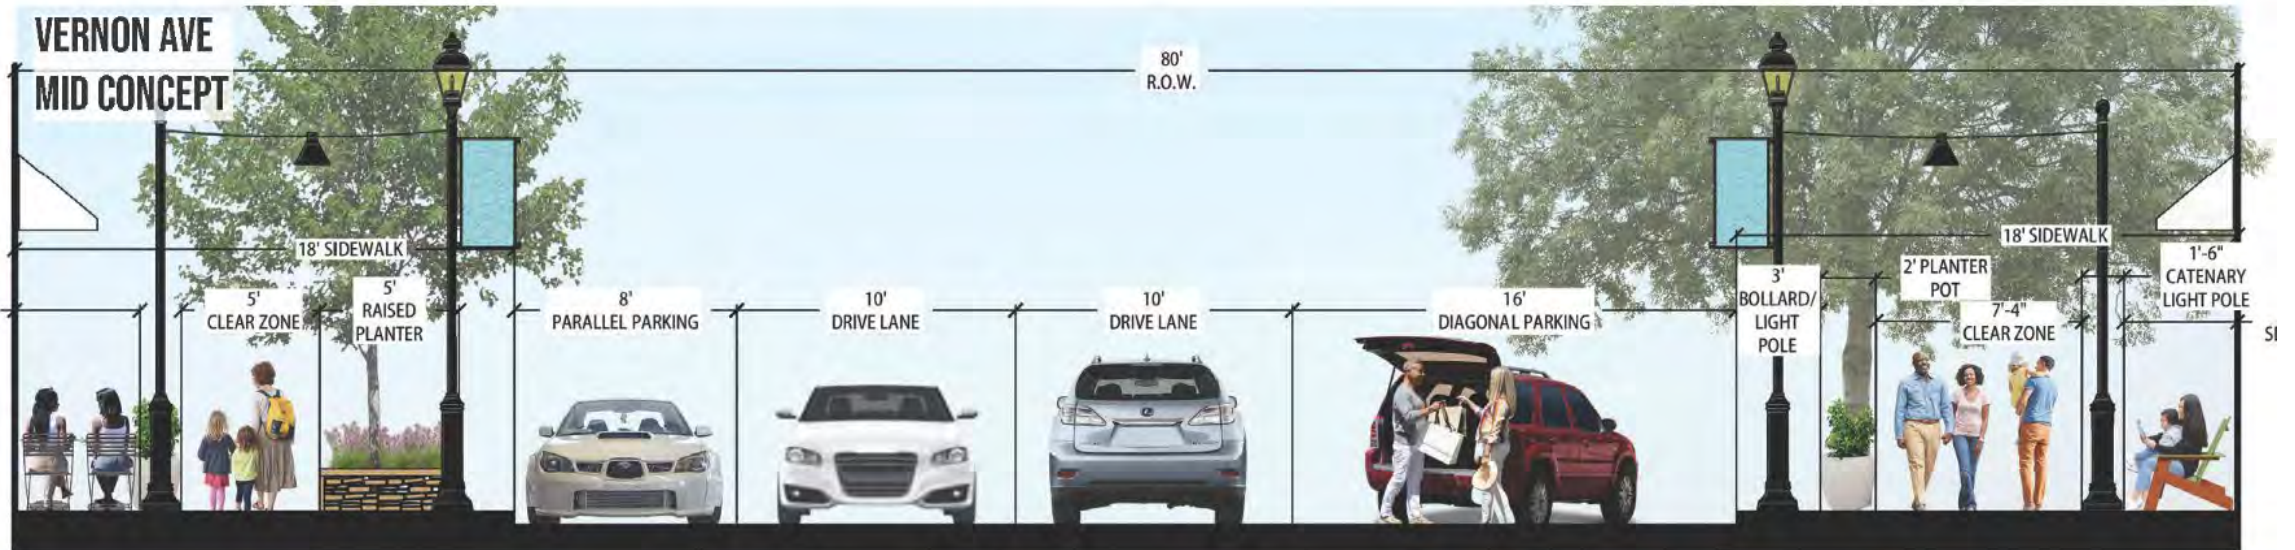 VERNON AVE
MID CONCEPT
80'
R.O.W.
18' SIDEWALK
18' SIDEWALK
5'
CLEAR ZONE
5'
RAISED
PLANTER
8'
PARALLEL PARKING
10'
DRIVE LANE
10'
DRIVE LANE
16'
DIAGONAL PARKING
3'
BOLLARD/
LIGHT
POLE
2' PLANTER
POT
7'-4"
CLEAR ZONE
1'-6"
CATENARY
LIGHT POLE